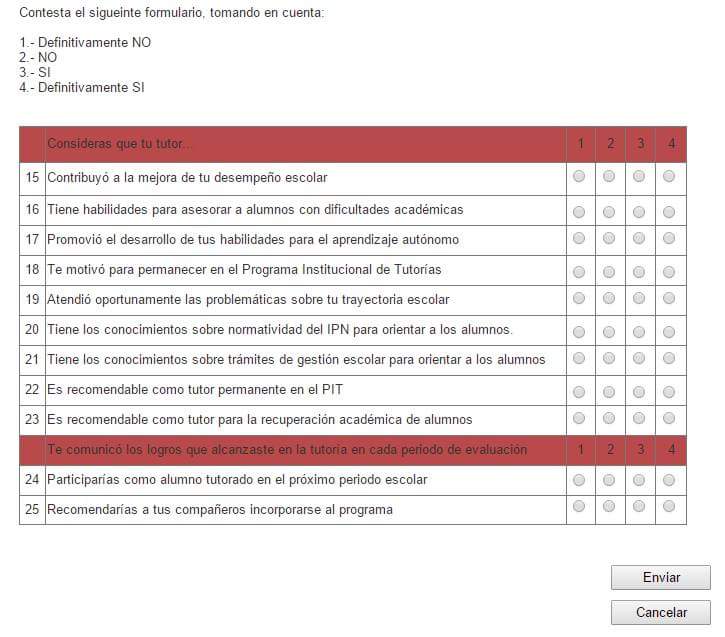 Contesta el sigueinte formulario, tomando en cuenta:
1.- Definitivamente NO
2.- NO
3.- SI
4.- Definitivamente SI
Consideras que tu tutor... 1 2 3 4
15 Contribuyó a la mejora de tu desempeño escolar
16 Tiene habilidades para asesorar a alumnos con dificultades académicas
17 Promovió el desarrollo de tus habilidades para el aprendizaje autónomo
18 Te motivó para permanecer en el Programa Institucional de Tutorías
19 Atendió oportunamente las problemáticas sobre tu trayectoria escolar
20 Tiene los conocimientos sobre normatividad del IPN para orientar a los alumnos.
21 Tiene los conocimientos sobre trámites de gestión escolar para orientar a los alumnos
22 Es recomendable como tutor permanente en el PIT
23 Es recomendable como tutor para la recuperación académica de alumnos
Te comunicó los logros que alcanzaste en la tutoría en cada periodo de evaluación 1 2 3 4
24 Participarías como alumno tutorado en el próximo periodo escolar
25 Recomendarías a tus compañeros incorporarse al programa
Enviar
Cancelar